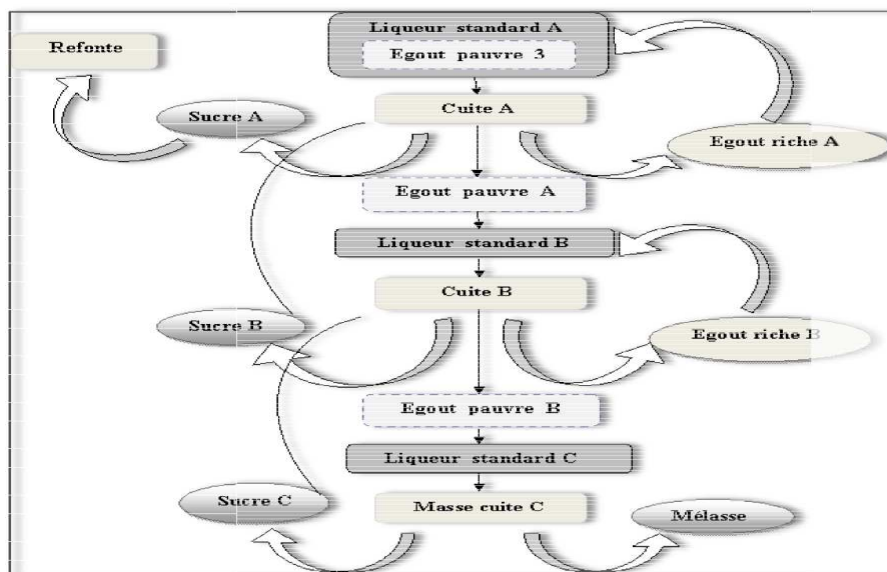 Liqueur standard A
Refonte
Egout pauvre 3
Cuite A
Sucre A
Egout riche A
Egout pauvre A
Liqueur standard B
Cuite B
Sucre B
Egout riche B
Egout pauvre B
Liqueur standard C
Sucre C
Masse cuite C
Mélasse